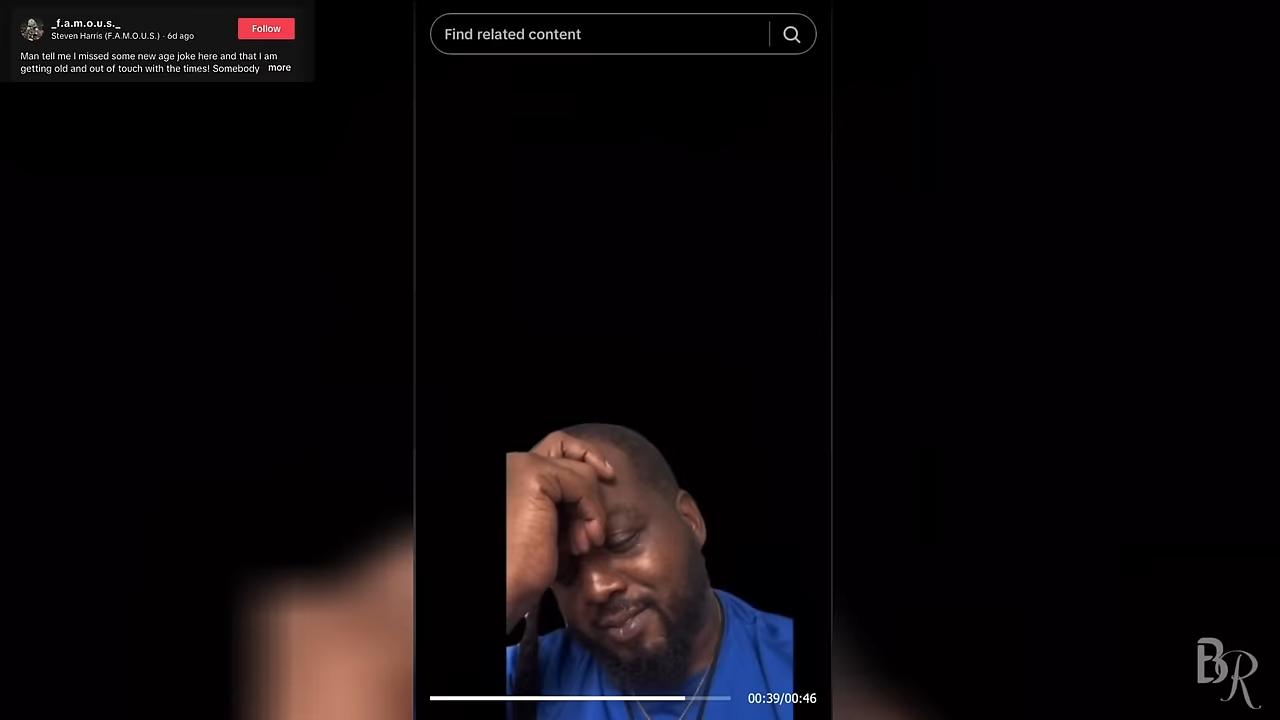 _f.a.m.o.u.s._
Steven Harris (F.A.M.O.U.S.) · 6d ago
Follow
Man tell me I missed some new age joke here and that I am
getting old and out of touch with the times! Somebody more
Find related content
00:39/00:46
BR